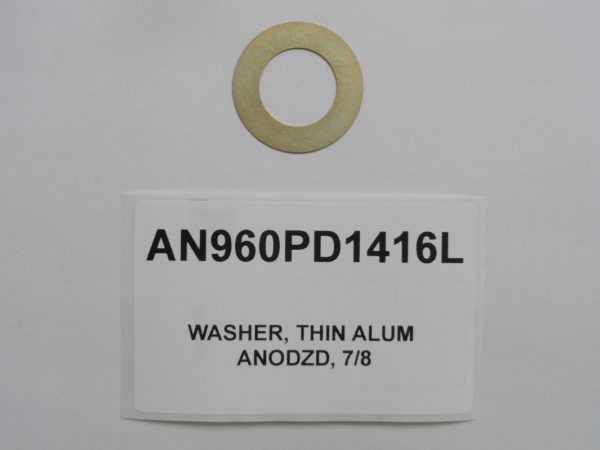 AN960PD1416L
WASHER, THIN ALUM
ANODZD, 7/8